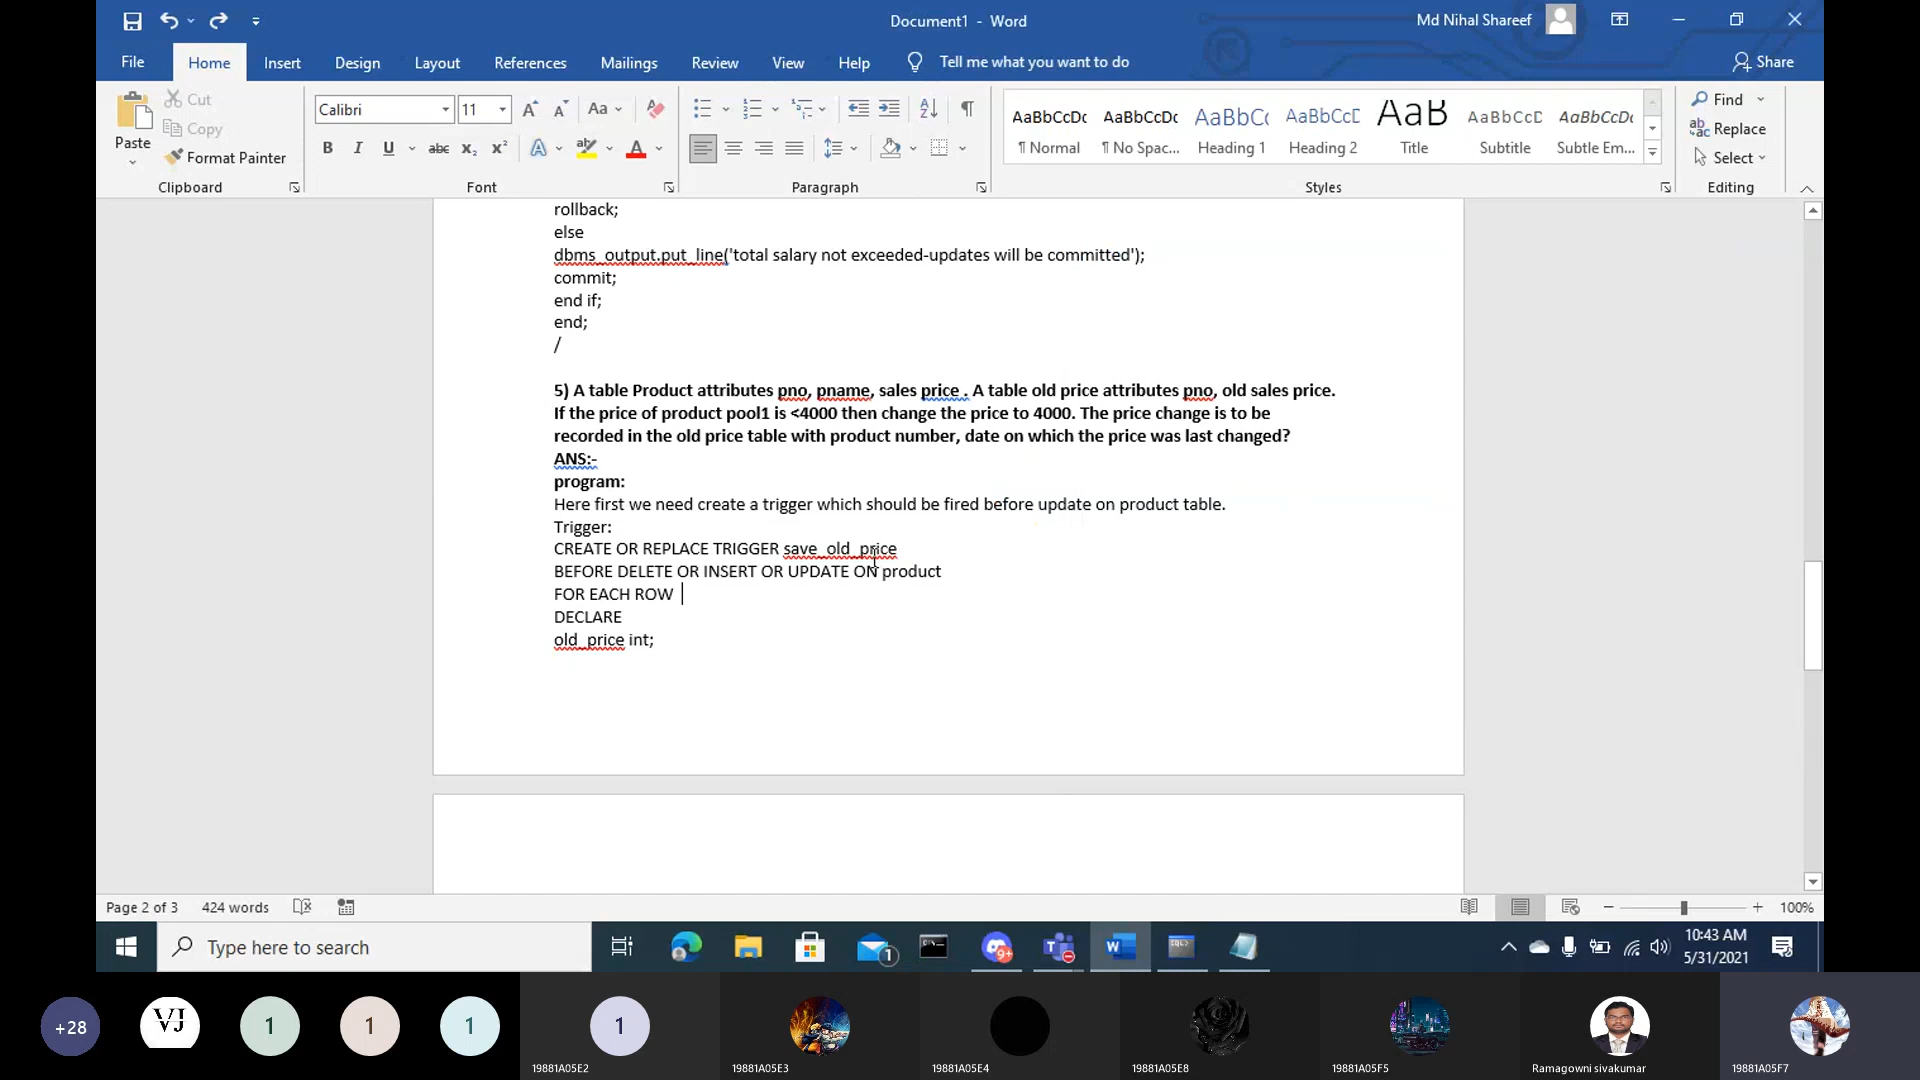 Document1 - Word
Md Nihal Shareef
File
Home
Insert
Design
Layout
References
Mailings
Review
View
Help
Tell me what you want to do
Share
Paste
Cut
Copy
Format Painter
Clipboard
Calibri
11
Aa
B I U abc x₂ x²
A
A
Font
Paragraph
AaBbCcDc
¶ Normal
AaBbCcDc
¶ No Spac...
AaBbC(
Heading 1
AaBbCcE
Heading 2
AaB
Title
AaBbCcD
Subtitle
AaBbCcDc
Subtle Em...
Styles
Find
Replace
Select
Editing
rollback;
else
dbms_output.put_line('total salary not exceeded-updates will be committed');
commit;
end if;
end;
/
5) A table Product attributes pno, pname, sales price . A table old price attributes pno, old sales price.
If the price of product pool1 is <4000 then change the price to 4000. The price change is to be
recorded in the old price table with product number, date on which the price was last changed?
ANS:-
program:
Here first we need create a trigger which should be fired before update on product table.
Trigger:
CREATE OR REPLACE TRIGGER save_old_price
BEFORE DELETE OR INSERT OR UPDATE ON product
FOR EACH ROW
DECLARE
old_price int;
Page 2 of 3
424 words
100%
Type here to search
1
9+
W
SQL>
10:43 AM
5/31/2021
+28
VJ
1
1
1
1
19881A05E2
19881A05E3
19881A05E4
19881A05E8
19881A05F5
Ramagowni sivakumar
19881A05F7